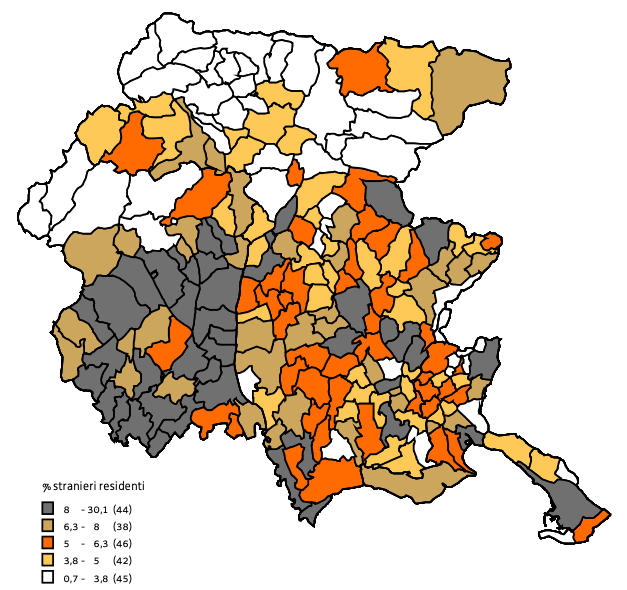 % stranieri residenti
8 - 30,1 (44)
6,3 - 8 (38)
5 - 6,3 (46)
3,8 - 5 (42)
0,7 - 3,8 (45)